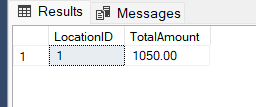 Results Messages
LocationID TotalAmount
1 1 1050.00